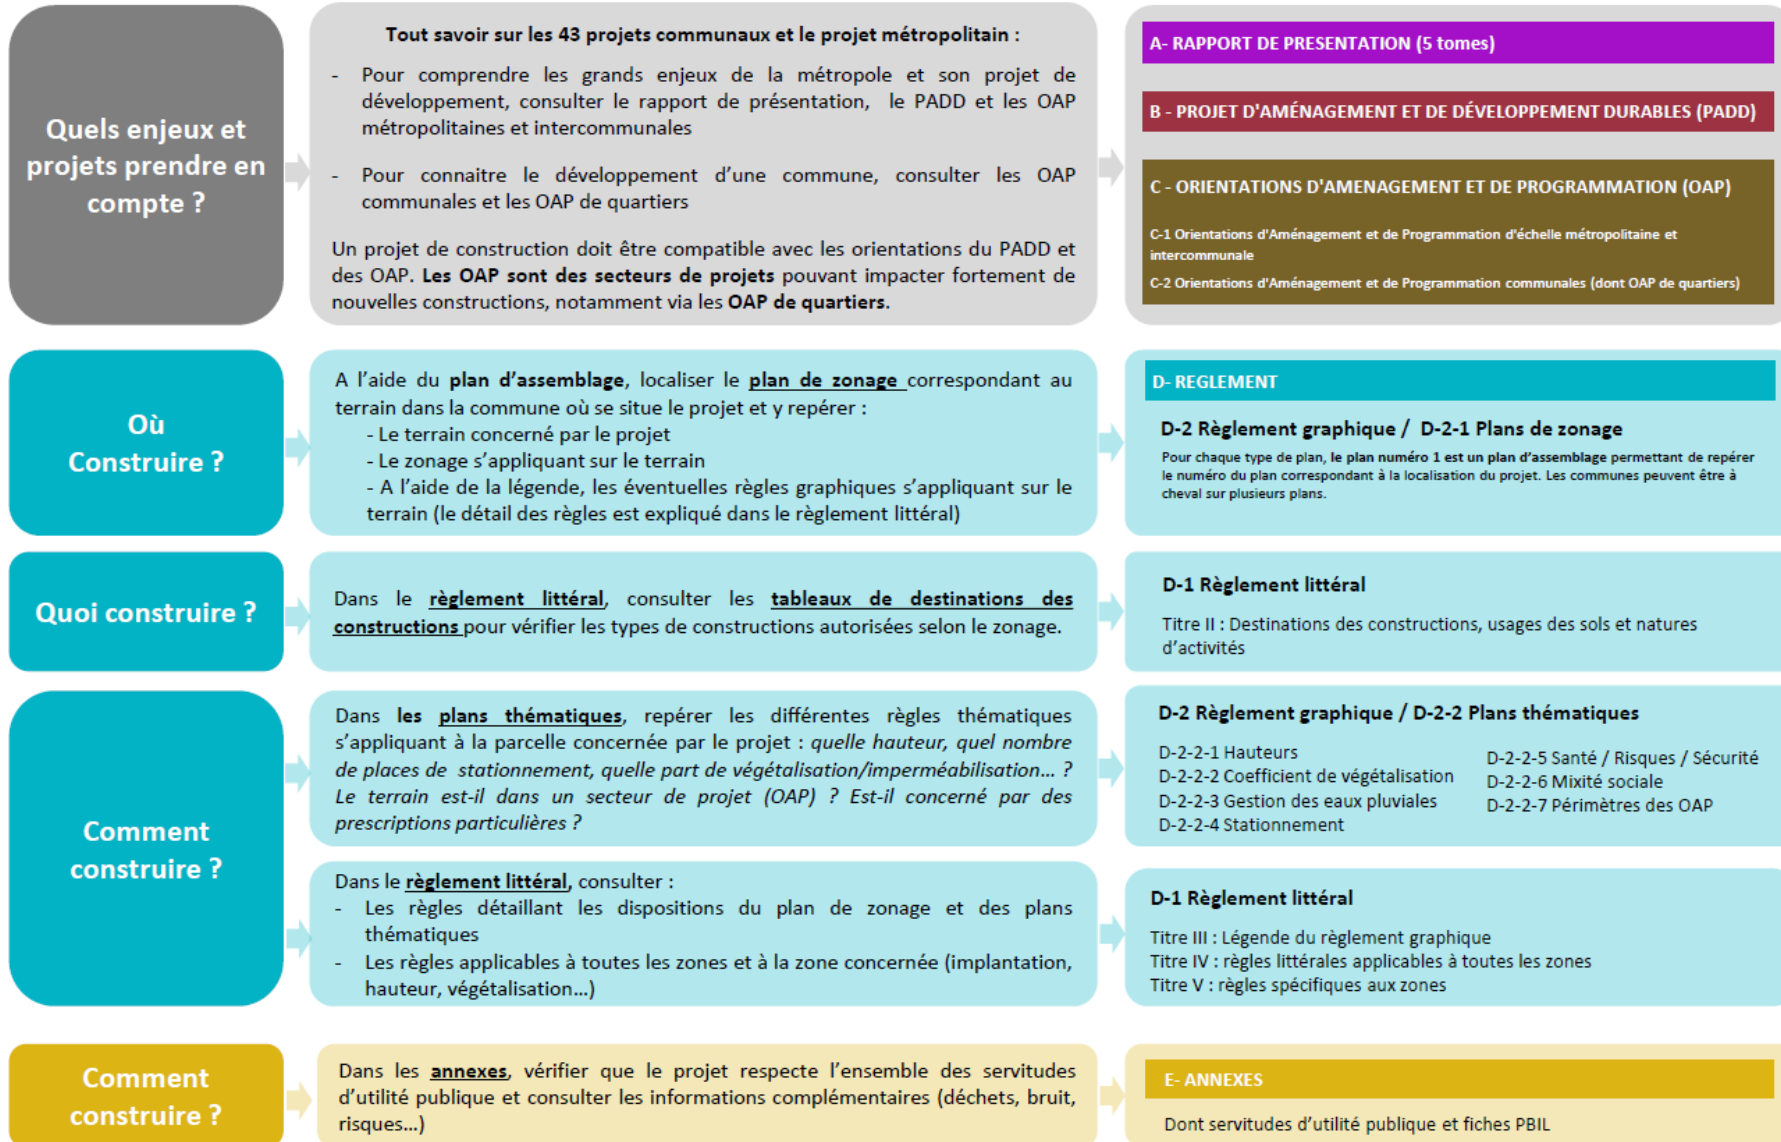 Quels enjeux et
projets prendre en
compte ?
Tout savoir sur les 43 projets communaux et le projet métropolitain :
- Pour comprendre les grands enjeux de la métropole et son projet de
développement, consulter le rapport de présentation, le PADD et les OAP
métropolitaines et intercommunales
- Pour connaitre le développement d'une commune, consulter les OAP
communales et les OAP de quartiers
Un projet de construction doit être compatible avec les orientations du PADD et
des OAP. Les OAP sont des secteurs de projets pouvant impacter fortement de
nouvelles constructions, notamment via les OAP de quartiers.
A- RAPPORT DE PRESENTATION (5 tomes)
B - PROJET D'AMÉNAGEMENT ET DE DÉVELOPPEMENT DURABLES (PADD)
C - ORIENTATIONS D'AMENAGEMENT ET DE PROGRAMMATION (OAP)
C-1 Orientations d'Aménagement et de Programmation d'échelle métropolitaine et
intercommunale
C-2 Orientations d'Aménagement et de Programmation communales (dont OAP de quartiers)
Où
Construire ?
A l'aide du plan d'assemblage, localiser le plan de zonage correspondant au
terrain dans la commune où se situe le projet et y repérer :
- Le terrain concerné par le projet
- Le zonage s'appliquant sur le terrain
- A l'aide de la légende, les éventuelles règles graphiques s'appliquant sur le
terrain (le détail des règles est expliqué dans le règlement littéral)
D- REGLEMENT
D-2 Règlement graphique / D-2-1 Plans de zonage
Pour chaque type de plan, le plan numéro 1 est un plan d'assemblage permettant de repérer
le numéro du plan correspondant à la localisation du projet. Les communes peuvent être à
cheval sur plusieurs plans.
Quoi construire ?
Dans le règlement littéral, consulter les tableaux de destinations des
constructions pour vérifier les types de constructions autorisées selon le zonage.
D-1 Règlement littéral
Titre II : Destinations des constructions, usages des sols et natures
d'activités
Comment
construire ?
Dans les plans thématiques, repérer les différentes règles thématiques
s'appliquant à la parcelle concernée par le projet : quelle hauteur, quel nombre
de places de stationnement, quelle part de végétalisation/imperméabilisation... ?
Le terrain est-il dans un secteur de projet (OAP) ? Est-il concerné par des
prescriptions particulières ?
D-2 Règlement graphique / D-2-2 Plans thématiques
D-2-2-1 Hauteurs
D-2-2-2 Coefficient de végétalisation
D-2-2-3 Gestion des eaux pluviales
D-2-2-4 Stationnement
D-2-2-5 Santé / Risques / Sécurité
D-2-2-6 Mixité sociale
D-2-2-7 Périmètres des OAP
Dans le règlement littéral, consulter :
- Les règles détaillant les dispositions du plan de zonage et des plans
thématiques
- Les règles applicables à toutes les zones et à la zone concernée (implantation,
hauteur, végétalisation...)
D-1 Règlement littéral
Titre III : Légende du règlement graphique
Titre IV : règles littérales applicables à toutes les zones
Titre V : règles spécifiques aux zones
Comment
construire ?
Dans les annexes, vérifier que le projet respecte l'ensemble des servitudes
d'utilité publique et consulter les informations complémentaires (déchets, bruit,
risques...)
E- ANNEXES
Dont servitudes d'utilité publique et fiches PBIL